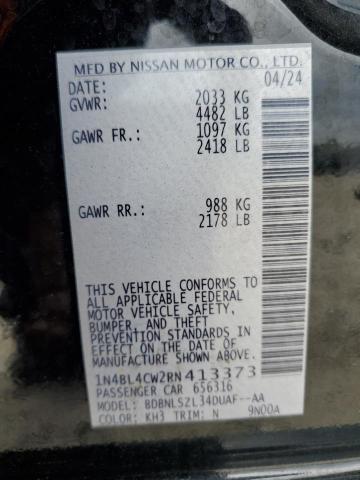 MFD BY NISSAN MOTOR CO., LTD.
DATE: 04/24
GVWR: 2033 KG
4482 LB
GAWR FR.: 1097 KG
2418 LB
GAWR RR.: 988 KG
2178 LB
THIS VEHICLE CONFORMS TO
ALL APPLICABLE FEDERAL
MOTOR VEHICLE SAFETY,
BUMPER, AND THEFT
PREVENTION STANDARDS IN
EFFECT ON THE DATE OF
MANUFACTURE SHOWN ABOVE.
1N4BL4CW2RN413373
PASSENGER CAR 656316
MODEL: BDBNLSZL34DUAF--AA
COLOR: KH3 TRIM: N 9N00A